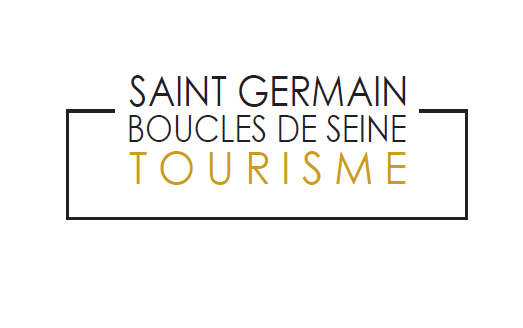 SAINT GERMAIN
BOUCLES DE SEINE
TOURISME